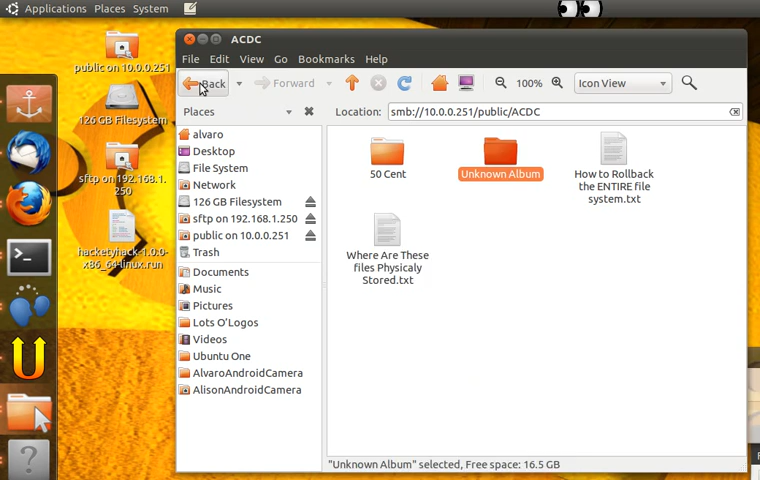 Applications Places System
ACDC
File Edit View Go Bookmarks Help
Back Forward 100% Icon View
Places Location: smb://10.0.0.251/public/ACDC
public on 10.0.0.251
126 GB Filesystem
sftp on 192.168.1.
250
hacketyhack-1.0.0-
x86_64-linux.run
alvaro
Desktop
File System
Network
126 GB Filesystem
sftp on 192.168.1.250
public on 10.0.0.251
Trash
Documents
Music
Pictures
Lots O'Logos
Videos
Ubuntu One
AlvaroAndroidCamera
AlisonAndroidCamera
50 Cent
Unknown Album
How to Rollback
the ENTIRE file
system.txt
Where Are These
files Physicaly
Stored.txt
"Unknown Album" selected, Free space: 16.5 GB